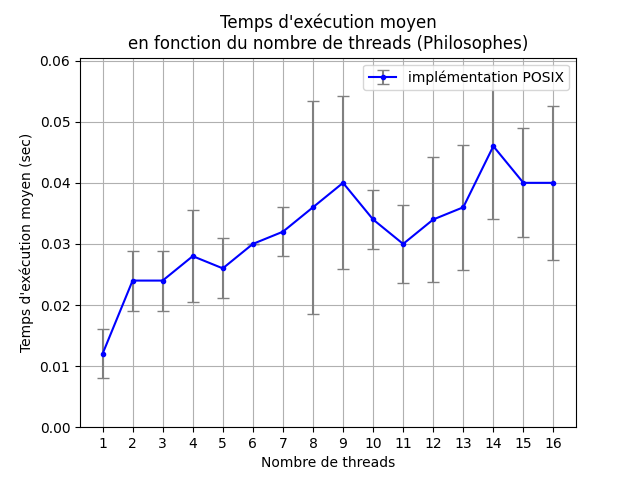 Temps d'exécution moyen
en fonction du nombre de threads (Philosophes)
implémentation POSIX
Temps d'exécution moyen (sec)
0.06
0.05
0.04
0.03
0.02
0.01
0.00
1 2 3 4 5 6 7 8 9 10 11 12 13 14 15 16
Nombre de threads